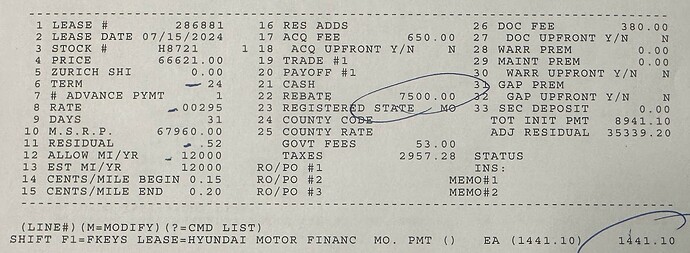 1 LEASE # 286881 16 RES ADDS 26 DOC FEE 380.00
2 LEASE DATE 07/15/2024 17 ACQ FEE 650.00 27 DOC UPFRONT Y/N N
3 STOCK # H8721 1 18 ACQ UPFRONT Y/N N 28 WARR PREM 0.00
4 PRICE 66621.00 19 TRADE #1 29 MAINT PREM 0.00
5 ZURICH SHI 0.00 20 PAYOFF #1 30 WARR UPFRONT Y/N N
6 TERM 24 21 CASH 31 GAP PREM
7 # ADVANCE PYMT 1 22 REBATE 7500.00 32 GAP UPFRONT Y/N N
8 RATE .00295 23 REGISTERED STATE MO 33 SEC DEPOSIT 0.00
9 DAYS 31 24 COUNTY CODE TOT INIT PMT 8941.10
10 M.S.R.P. 67960.00 25 COUNTY RATE ADJ RESIDUAL 35339.20
11 RESIDUAL .52 GOVT FEES 53.00
12 ALLOW MI/YR 12000 TAXES 2957.28 STATUS
13 EST MI/YR 12000 RO/PO #1 INS:
14 CENTS/MILE BEGIN 0.15 RO/PO #2 MEMO#1
15 CENTS/MILE END 0.20 RO/PO #3 MEMO#2
(LINE#) (M=MODIFY) (?=CMD LIST)
SHIFT F1=FKEYS LEASE=HYUNDAI MOTOR FINANC MO. PMT () EA (1441.10) 1441.10